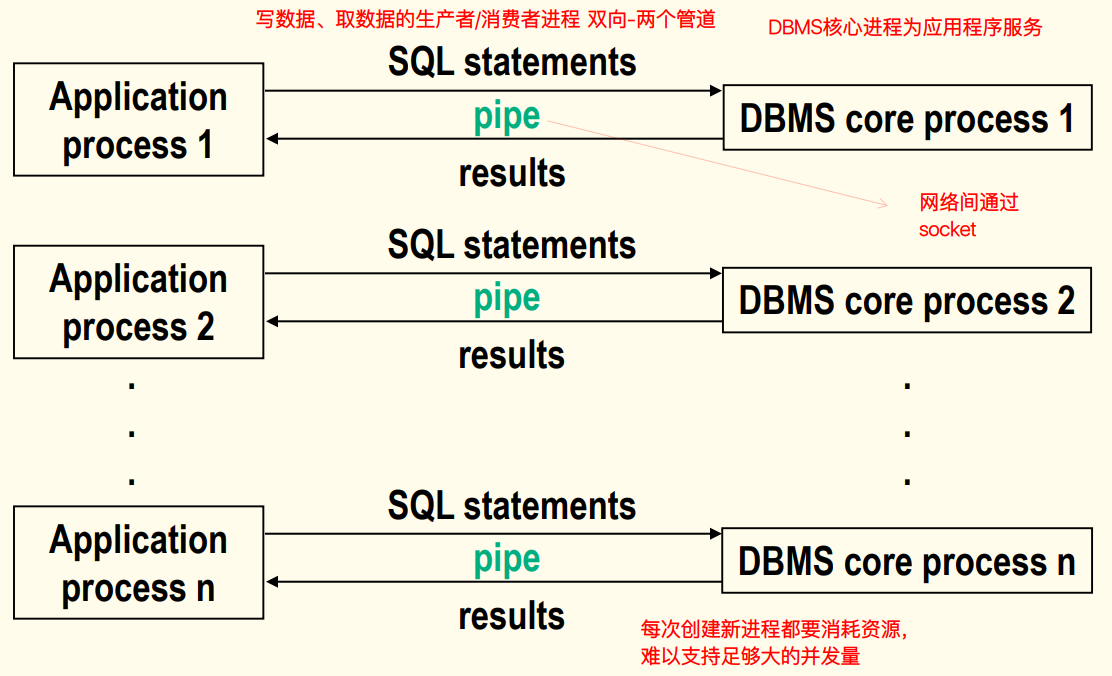 写数据、取数据的生产者/消费者进程 双向-两个管道
DBMS核心进程为应用程序服务
SQL statements
Application
process 1
pipe
DBMS core process 1
results
网络间通过
socket
SQL statements
Application
process 2
pipe
DBMS core process 2
results
.
.
.
.
.
.
SQL statements
Application
process n
pipe
DBMS core process n
results
每次创建新进程都要消耗资源，
难以支持足够大的并发量